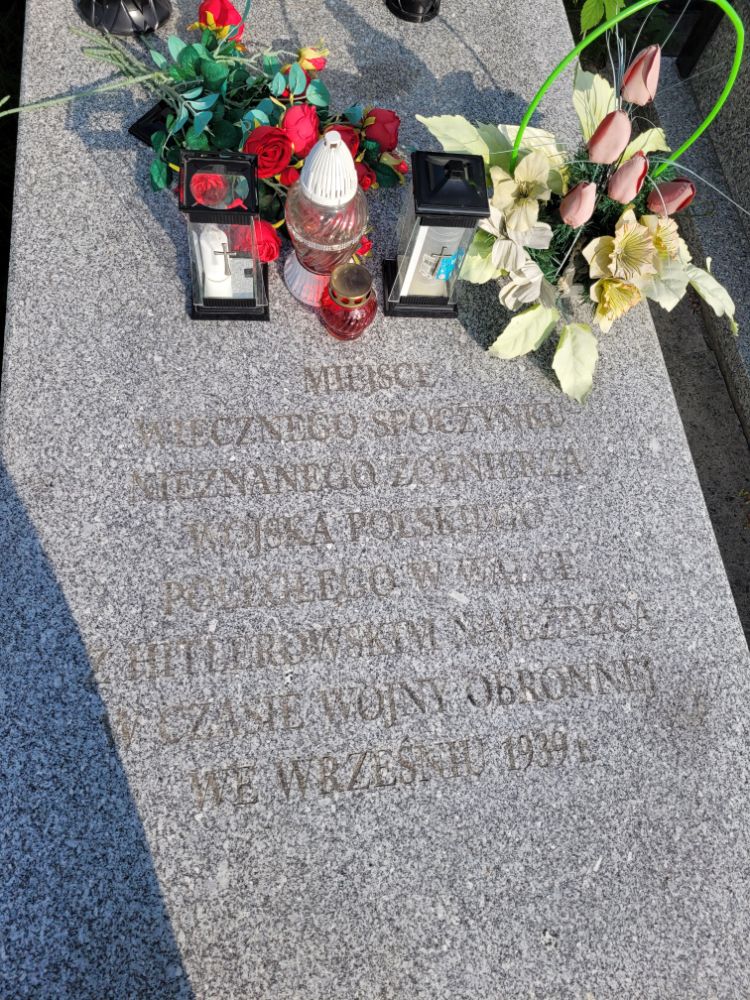 MIEJSCE
WIECZNEGO SPOCZYNKU
NIEZNANEGO ŻOŁNIERZA
WOJSKA POLSKIEGO
POLEGŁEGO W WALCE
Z HITLEROWSKIM NAJEŹDŹCĄ
W CZASIE WOJNY OBRONNEJ
WE WRZEŚNIU 1939 r.